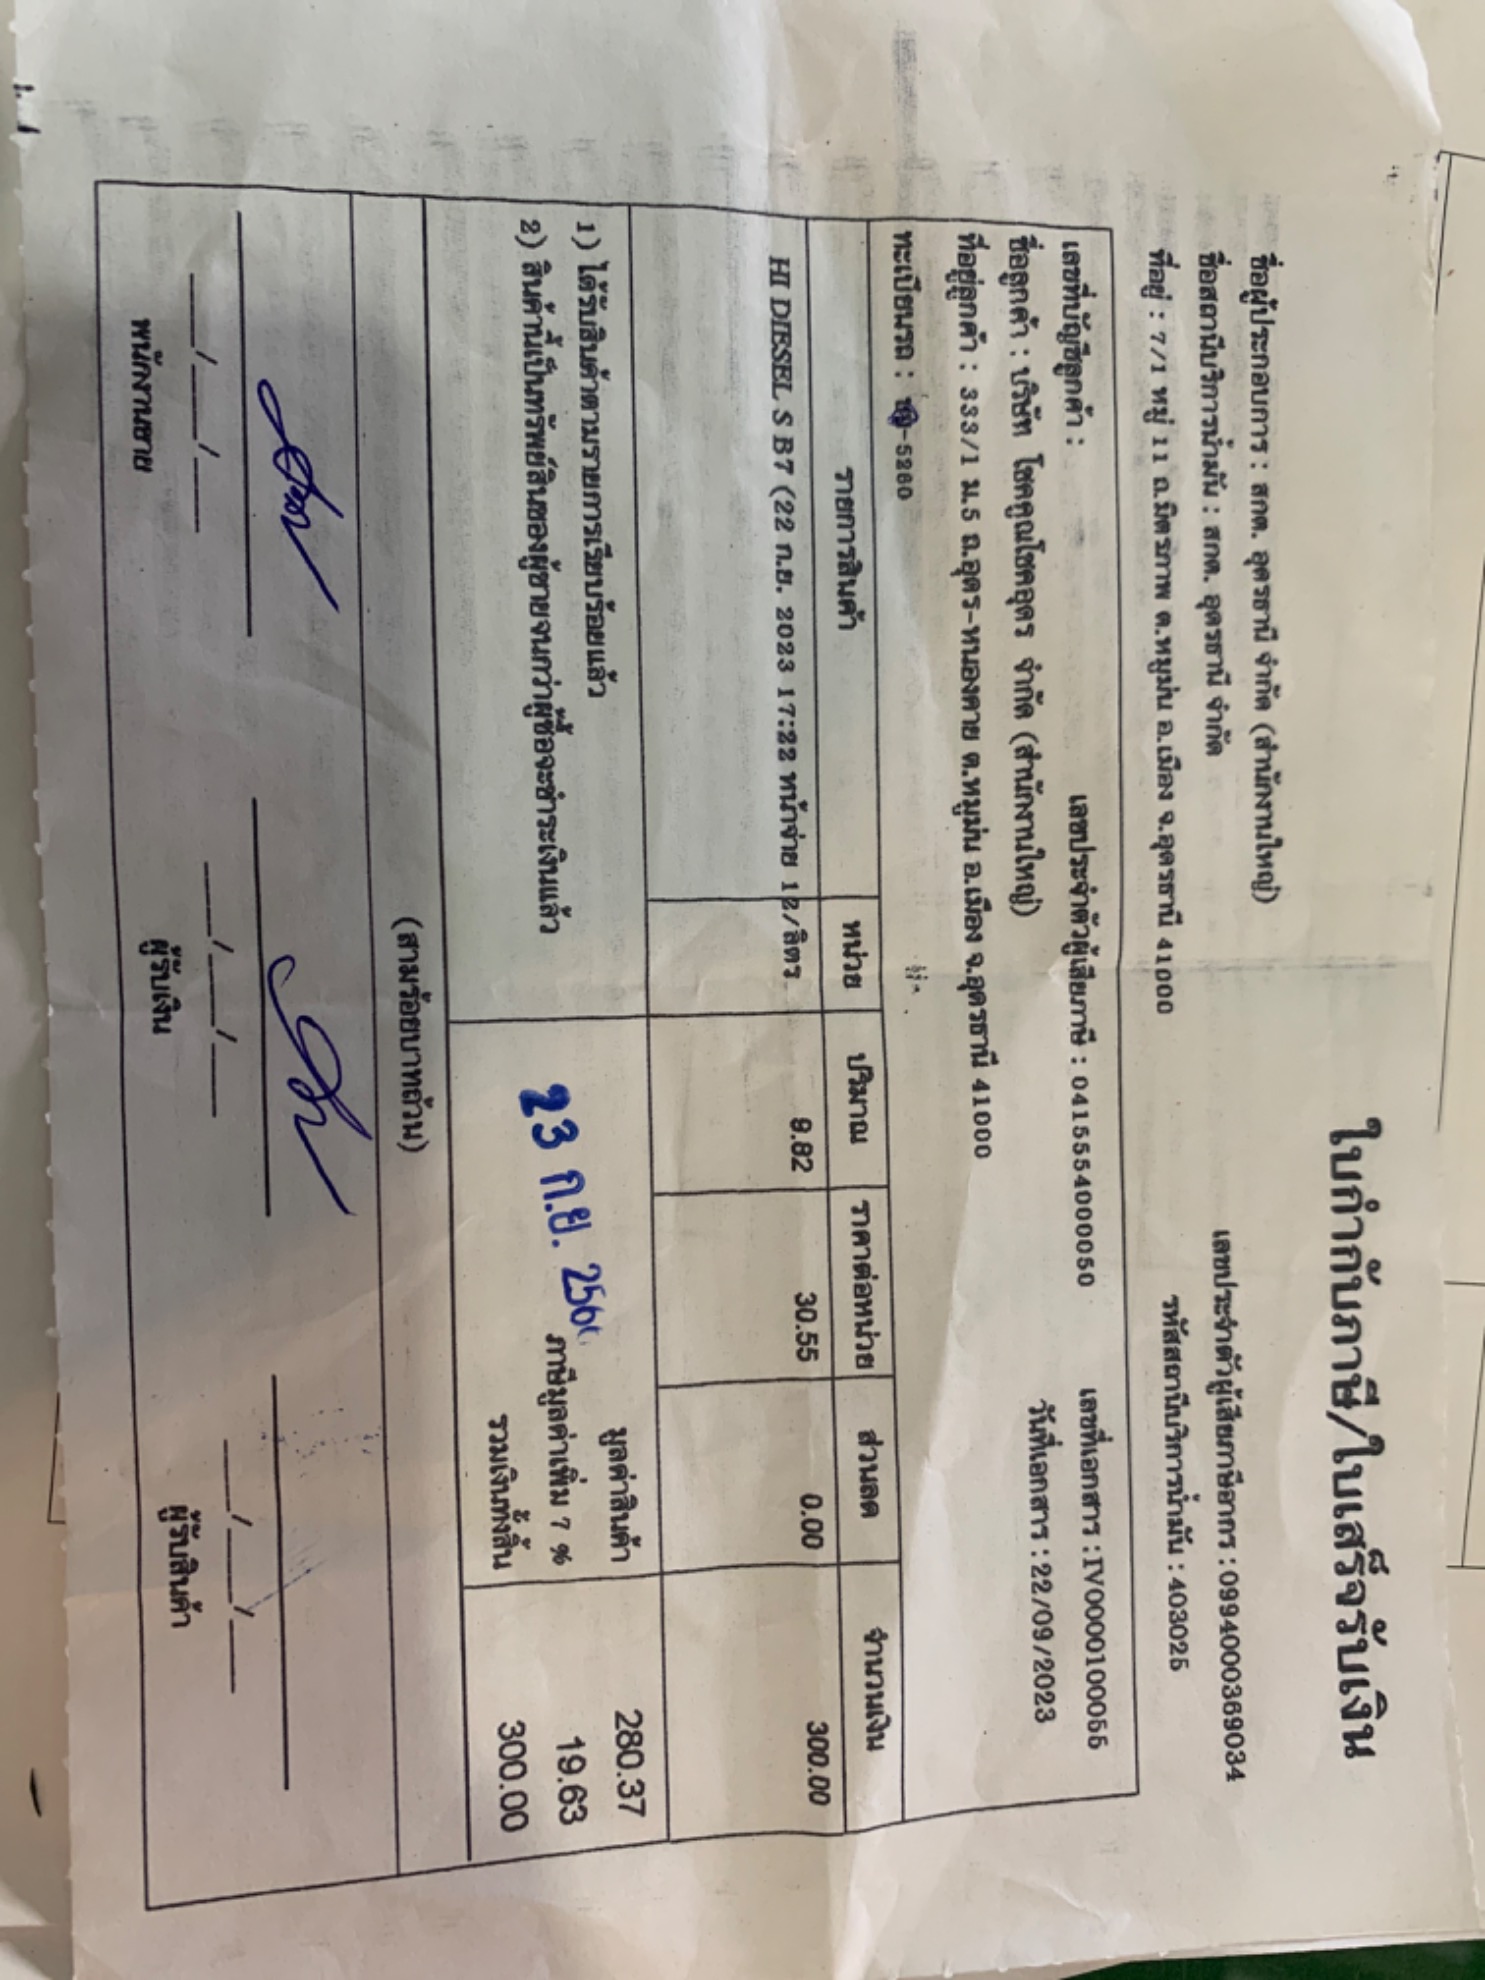 ใบกำกับภาษี/ใบเสร็จรับเงิน
ชื่อผู้ประกอบการ : สกต. อุดรธานี จำกัด (สำนักงานใหญ่) เลขประจำตัวผู้เสียภาษีอากร : 0994000369034
ชื่อสถานีบริการน้ำมัน : สกต. อุดรธานี จำกัด รหัสสถานีบริการน้ำมัน : 403025
ที่อยู่ : 7/1 หมู่ 11 ถ.มิตรภาพ ต.หมูม่น อ.เมือง จ.อุดรธานี 41000
เลขที่บัญชีลูกค้า : เลขประจำตัวผู้เสียภาษี : 0415554000050 เลขที่เอกสาร : IV0000100055
ชื่อลูกค้า : บริษัท โชคคูณโชคอุดร จำกัด (สำนักงานใหญ่) วันที่เอกสาร : 22/09/2023
ที่อยู่ลูกค้า : 333/1 ม.5 ถ.อุดร-หนองคาย ต.หมูม่น อ.เมือง จ.อุดรธานี 41000
ทะเบียนรถ : -5260
รายการสินค้า หน่วย ปริมาณ ราคาต่อหน่วย ส่วนลด จำนวนเงิน
HI DIESEL S B7 (22 ก.ย. 2023 17:22 หน้าจ่าย 12/ลิตร 9.82 30.55 0.00 300.00
1) ได้รับสินค้าตามรายการเรียบร้อยแล้ว มูลค่าสินค้า 280.37
2) สินค้านี้เป็นทรัพย์สินของผู้ขายจนกว่าผู้ซื้อจะชำระเงินแล้ว ภาษีมูลค่าเพิ่ม 7 % 19.63
23 ก.ย. 256
รวมเงินทั้งสิ้น 300.00
(สามร้อยบาทถ้วน)
___/___/___ ___/___/___ ___/___/___
พนักงานขาย ผู้รับเงิน ผู้รับสินค้า